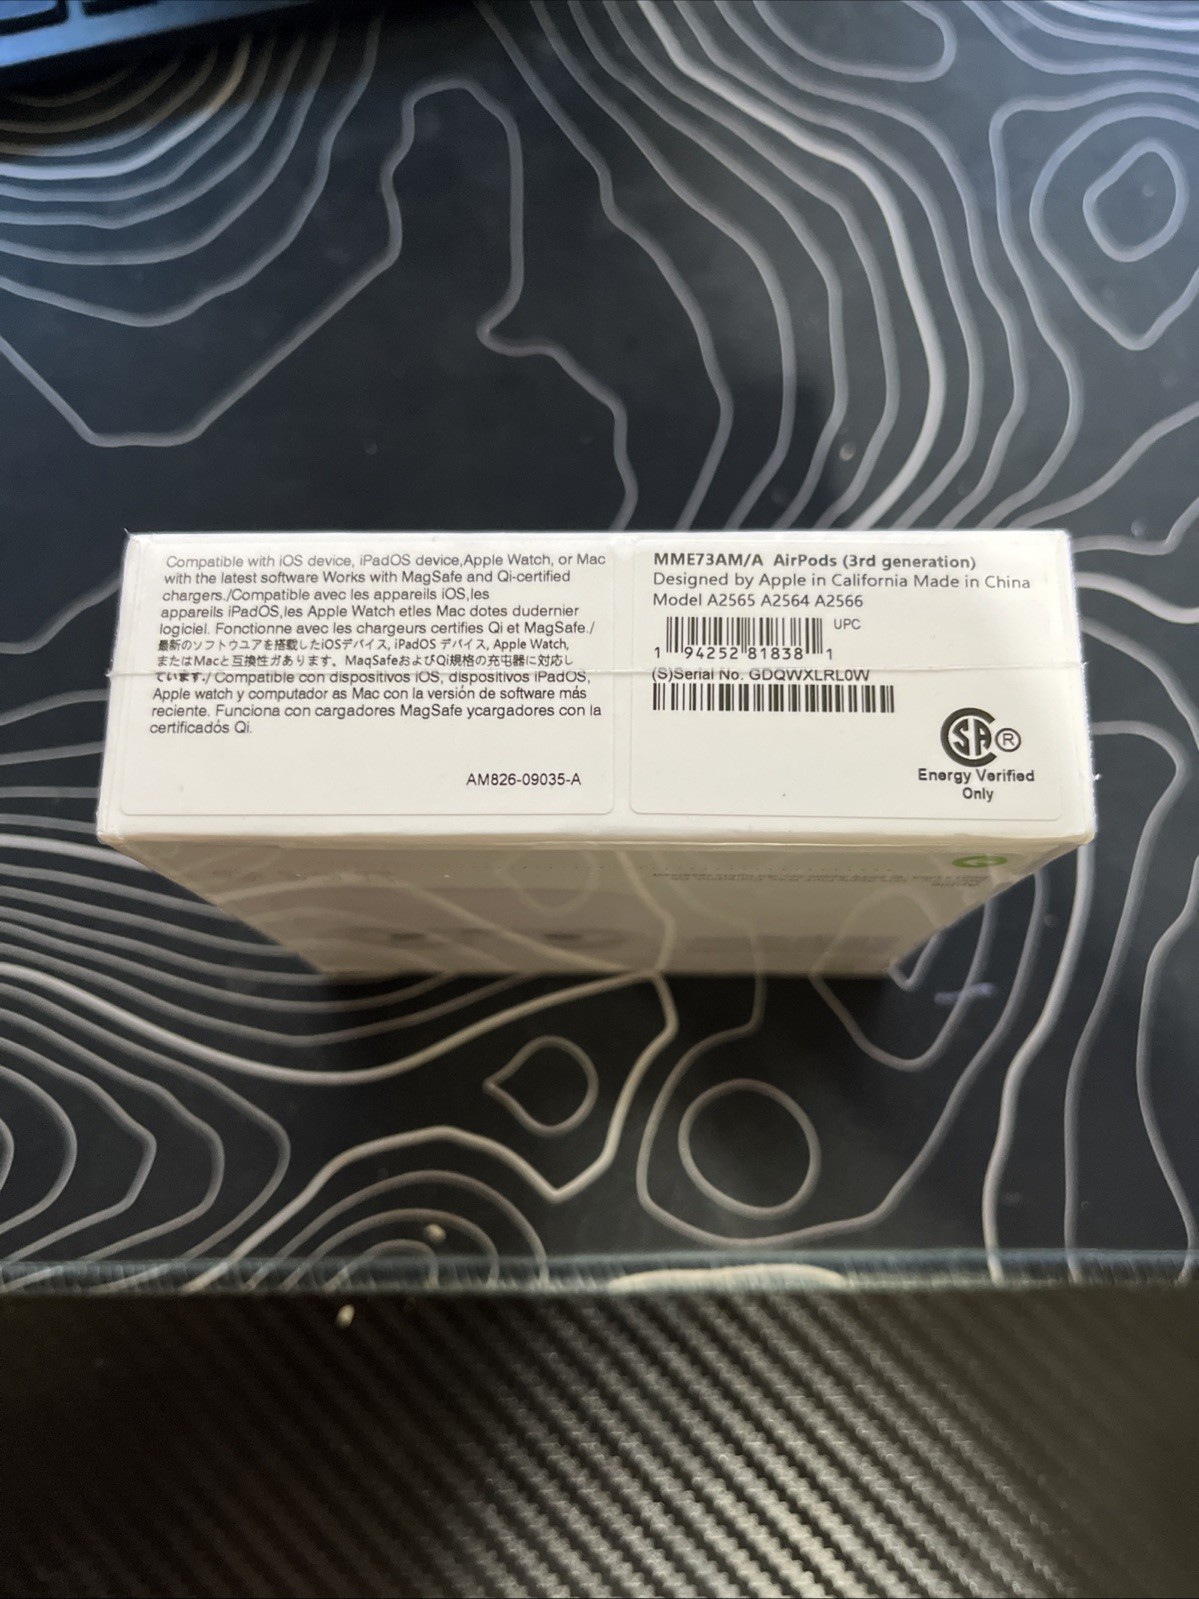 Compatible with iOS device, iPadOS device,Apple Watch, or Mac
with the latest software Works with MagSafe and Qi-certified
chargers./Compatible avec les appareils iOS,les
appareils iPadOS,les Apple Watch etles Mac dotes dudernier
logiciel. Fonctionne avec les chargeurs certifies Qi et MagSafe./
最新のソフトウユアを搭載したiOSデバイス, iPadOS デバイス, Apple Watch,
またはMacと互換性があります。MaqSafeおよびQi規格の充电器に対応し
ています。/ Compatible con dispositivos iOS, dispositivos iPadOS,
Apple watch y computador as Mac con la versión de software más
reciente. Funciona con cargadores MagSafe ycargadores con la
certificadós Qi.
AM826-09035-A
MME73AM/A AirPods (3rd generation)
Designed by Apple in California Made in China
Model A2565 A2564 A2566
UPC
1 94252 81838 1
(S)Serial No. GDQWXLRL0W
SA ®
Energy Verified
Only